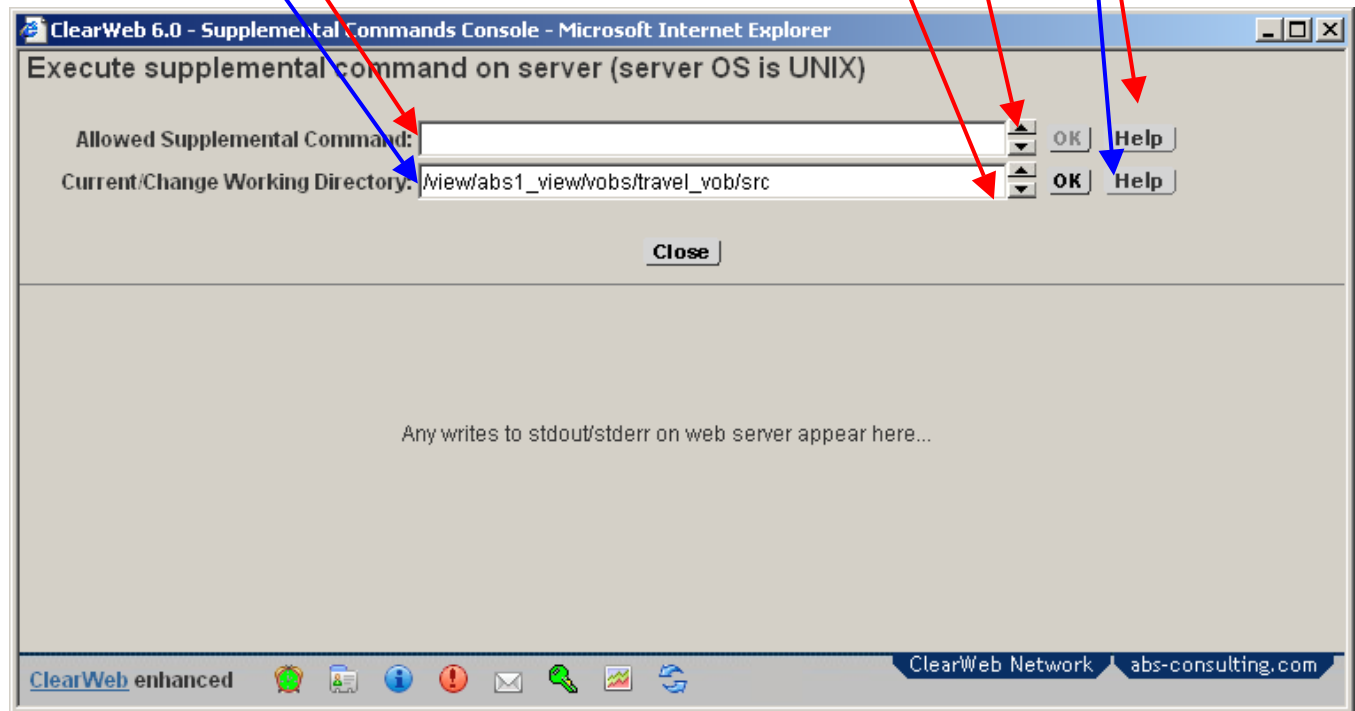 ClearWeb 6.0 - Supplemental Commands Console - Microsoft Internet Explorer
Execute supplemental command on server (server OS is UNIX)
Allowed Supplemental Command: OK Help
Current/Change Working Directory: /view/abs1_view/vobs/travel_vob/src OK Help
Close
Any writes to stdout/stderr on web server appear here...
ClearWeb enhanced ClearWeb Network abs-consulting.com